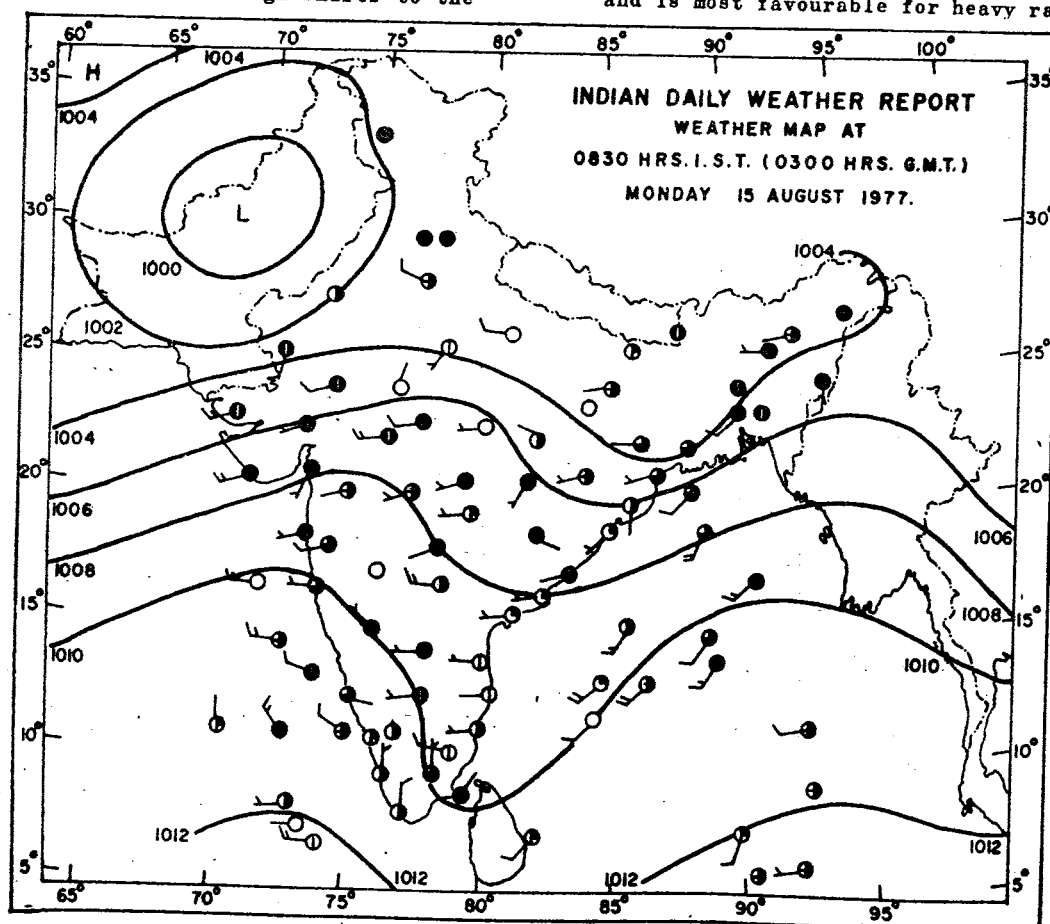 and is most favourable for heavy ra
60° 65° 70° 75° 80° 85° 90° 95° 100°
35° H 1004 35°
1004
INDIAN DAILY WEATHER REPORT
WEATHER MAP AT
0830 HRS. I.S.T. (0300 HRS. G.M.T.)
MONDAY 15 AUGUST 1977.
30° L 30°
1004
1000
1002
25° 25°
1004
20° 20°
1006
1006
1008
15° 1008 15°
1010
1010
10° 10°
1012 1012
5° 1012 1012 5°
65° 70° 75° 80° 85° 90° 95°